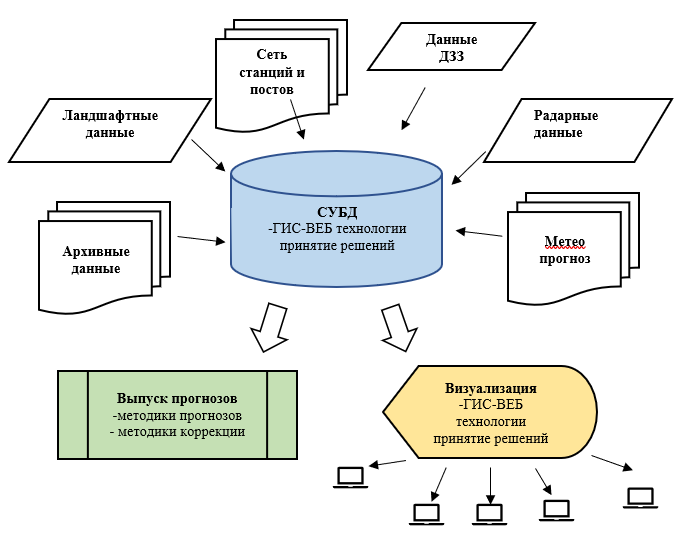 Сеть
станций и
постов
Данные
ДЗЗ
Ландшафтные
данные
Радарные
данные
Архивные
данные
СУБД
-ГИС-ВЕБ технологии
принятие решений
Метео
прогноз
Выпуск прогнозов
-методики прогнозов
- методики коррекции
Визуализация
-ГИС-ВЕБ
технологии
принятие решений